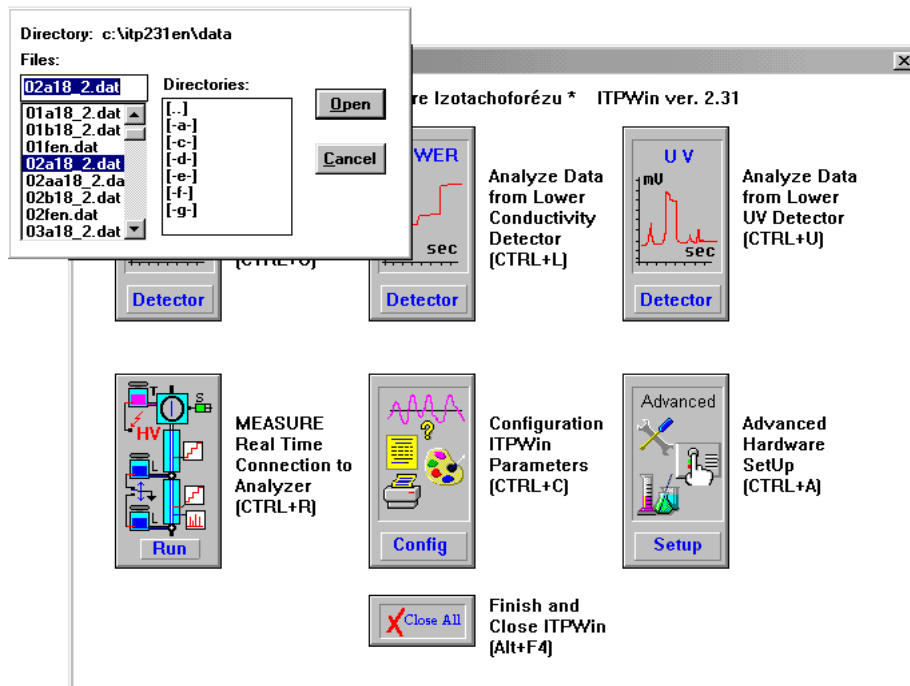 Directory: c:\itp231en\data
Files:
02a18_2.dat
01a18_2.dat
01b18_2.dat
01fen.dat
02a18_2.dat
02aa18_2.da
02b18_2.dat
02fen.dat
03a18_2.dat
Directories:
[..]
[-a-]
[-c-]
[-d-]
[-e-]
[-f-]
[-g-]
Open
Cancel
re Izotachoforézu * ITPWin ver. 2.31
Detector
WER
sec
Detector
Analyze Data
from Lower
Conductivity
Detector
(CTRL+L)
U V
mV
sec
Detector
Analyze Data
from Lower
UV Detector
(CTRL+U)
T
S
HV
L
L
Run
MEASURE
Real Time
Connection to
Analyzer
(CTRL+R)
?
Config
Configuration
ITPWin
Parameters
(CTRL+C)
Advanced
Setup
Advanced
Hardware
SetUp
(CTRL+A)
Close All
Finish and
Close ITPWin
(Alt+F4)